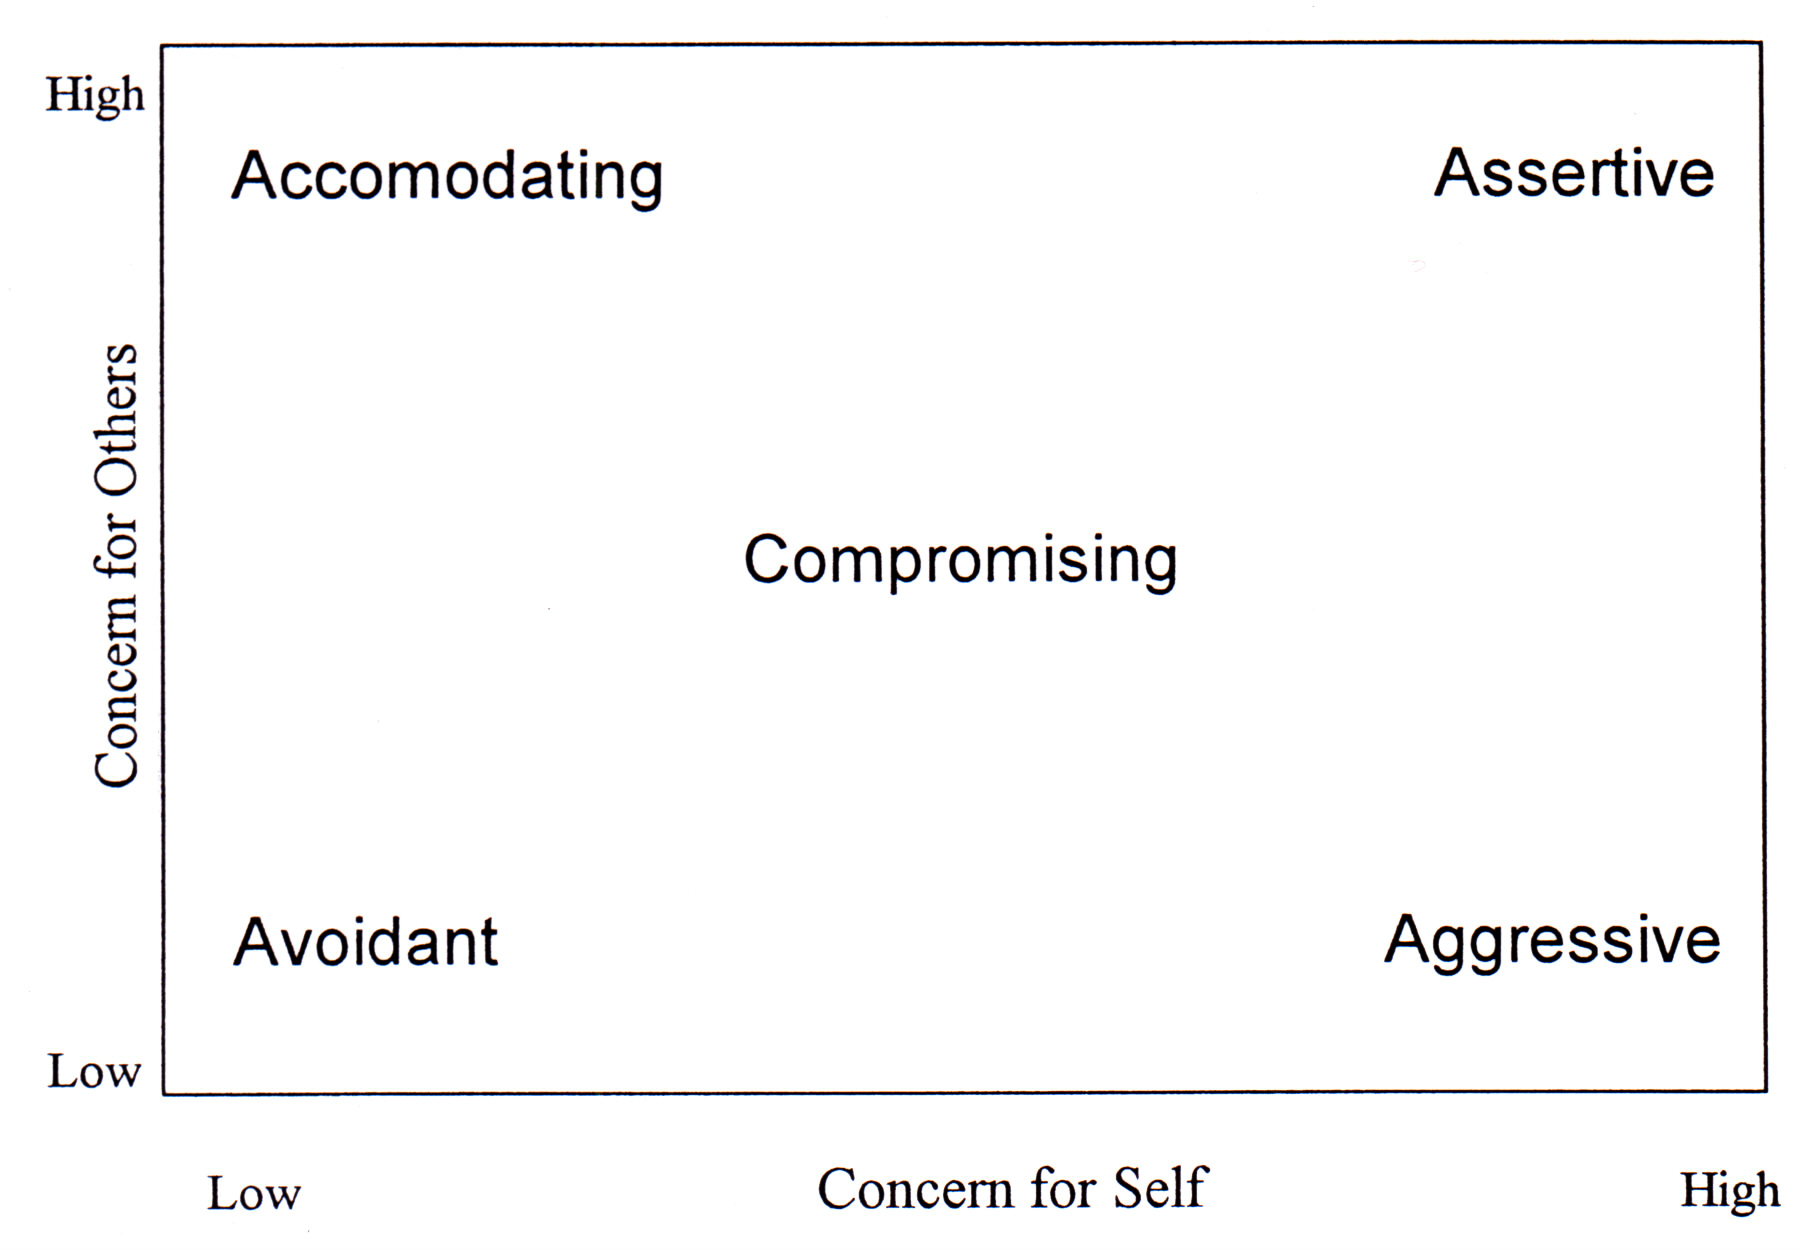 High
Accomodating
Assertive
Concern for Others
Compromising
Avoidant
Aggressive
Low
Low
Concern for Self
High